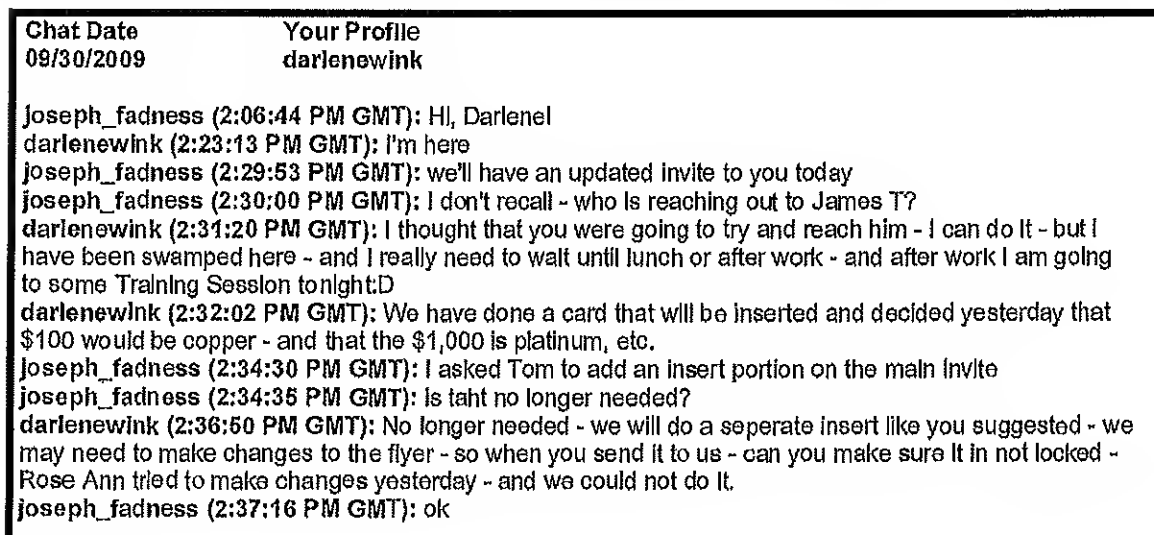 Chat Date Your Profile
09/30/2009 darlenewink
joseph_fadness (2:06:44 PM GMT): Hi, Darlene!
darlenewink (2:23:13 PM GMT): I'm here
joseph_fadness (2:29:53 PM GMT): we'll have an updated invite to you today
joseph_fadness (2:30:00 PM GMT): I don't recall - who is reaching out to James T?
darlenewink (2:31:20 PM GMT): I thought that you were going to try and reach him - I can do it - but I
have been swamped here - and I really need to wait until lunch or after work - and after work I am going
to some Training Session tonight:D
darlenewink (2:32:02 PM GMT): We have done a card that will be inserted and decided yesterday that
$100 would be copper - and that the $1,000 is platinum, etc.
joseph_fadness (2:34:30 PM GMT): I asked Tom to add an insert portion on the main invite
joseph_fadness (2:34:35 PM GMT): is taht no longer needed?
darlenewink (2:36:50 PM GMT): No longer needed - we will do a seperate insert like you suggested - we
may need to make changes to the flyer - so when you send it to us - can you make sure it in not locked -
Rose Ann tried to make changes yesterday - and we could not do it.
joseph_fadness (2:37:16 PM GMT): ok